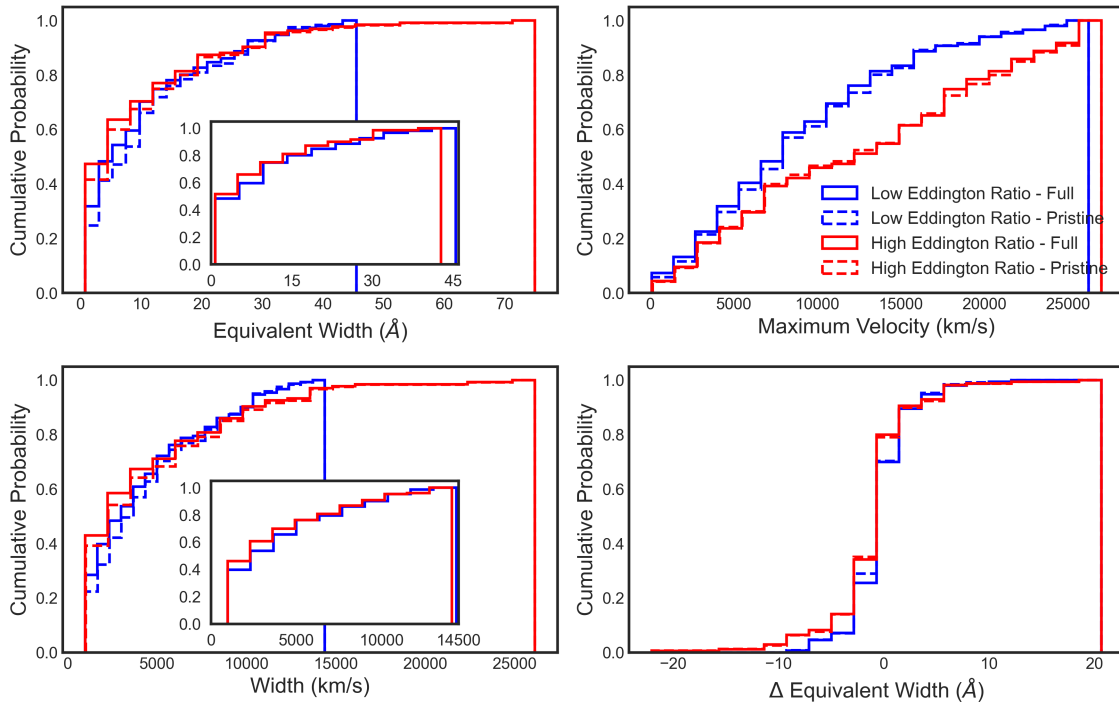 Cumulative Probability
1.0
0.8
0.6
0.4
0.2
0.0
0 10 20 30 40 50 60 70
Equivalent Width (Å)
1.0
0.8
0.6
0.4
0.2
0.0
0 15 30 45
Cumulative Probability
1.0
0.8
0.6
0.4
0.2
0.0
0 5000 10000 15000 20000 25000
Maximum Velocity (km/s)
Low Eddington Ratio - Full
Low Eddington Ratio - Pristine
High Eddington Ratio - Full
High Eddington Ratio - Pristine
Cumulative Probability
1.0
0.8
0.6
0.4
0.2
0.0
0 5000 10000 15000 20000 25000
Width (km/s)
1.0
0.8
0.6
0.4
0.2
0.0
0 5000 10000 14500
Cumulative Probability
1.0
0.8
0.6
0.4
0.2
0.0
−20 −10 0 10 20
Δ Equivalent Width (Å)